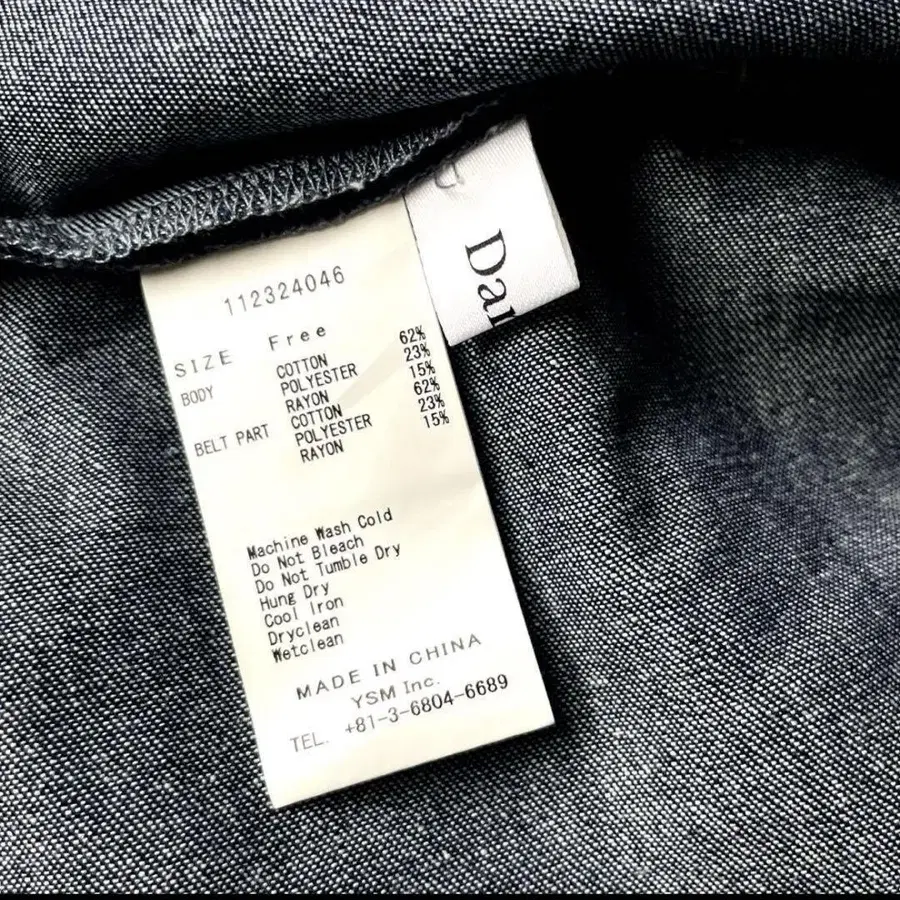 112324046
SIZE Free
BODY COTTON 62%
POLYESTER 23%
RAYON 15%
BELT PART COTTON 62%
POLYESTER 23%
RAYON 15%
Machine Wash Cold
Do Not Bleach
Do Not Tumble Dry
Hung Dry
Cool Iron
Dryclean
Wetclean
MADE IN CHINA
YSM Inc.
TEL. +81-3-6804-6689